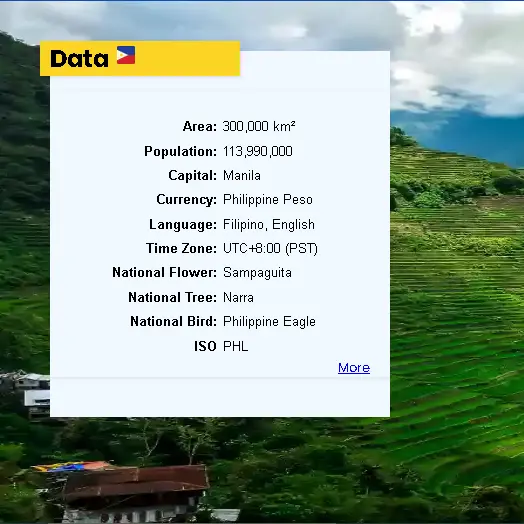 Data
Area: 300,000 km²
Population: 113,990,000
Capital: Manila
Currency: Philippine Peso
Language: Filipino, English
Time Zone: UTC+8:00 (PST)
National Flower: Sampaguita
National Tree: Narra
National Bird: Philippine Eagle
ISO PHL
More